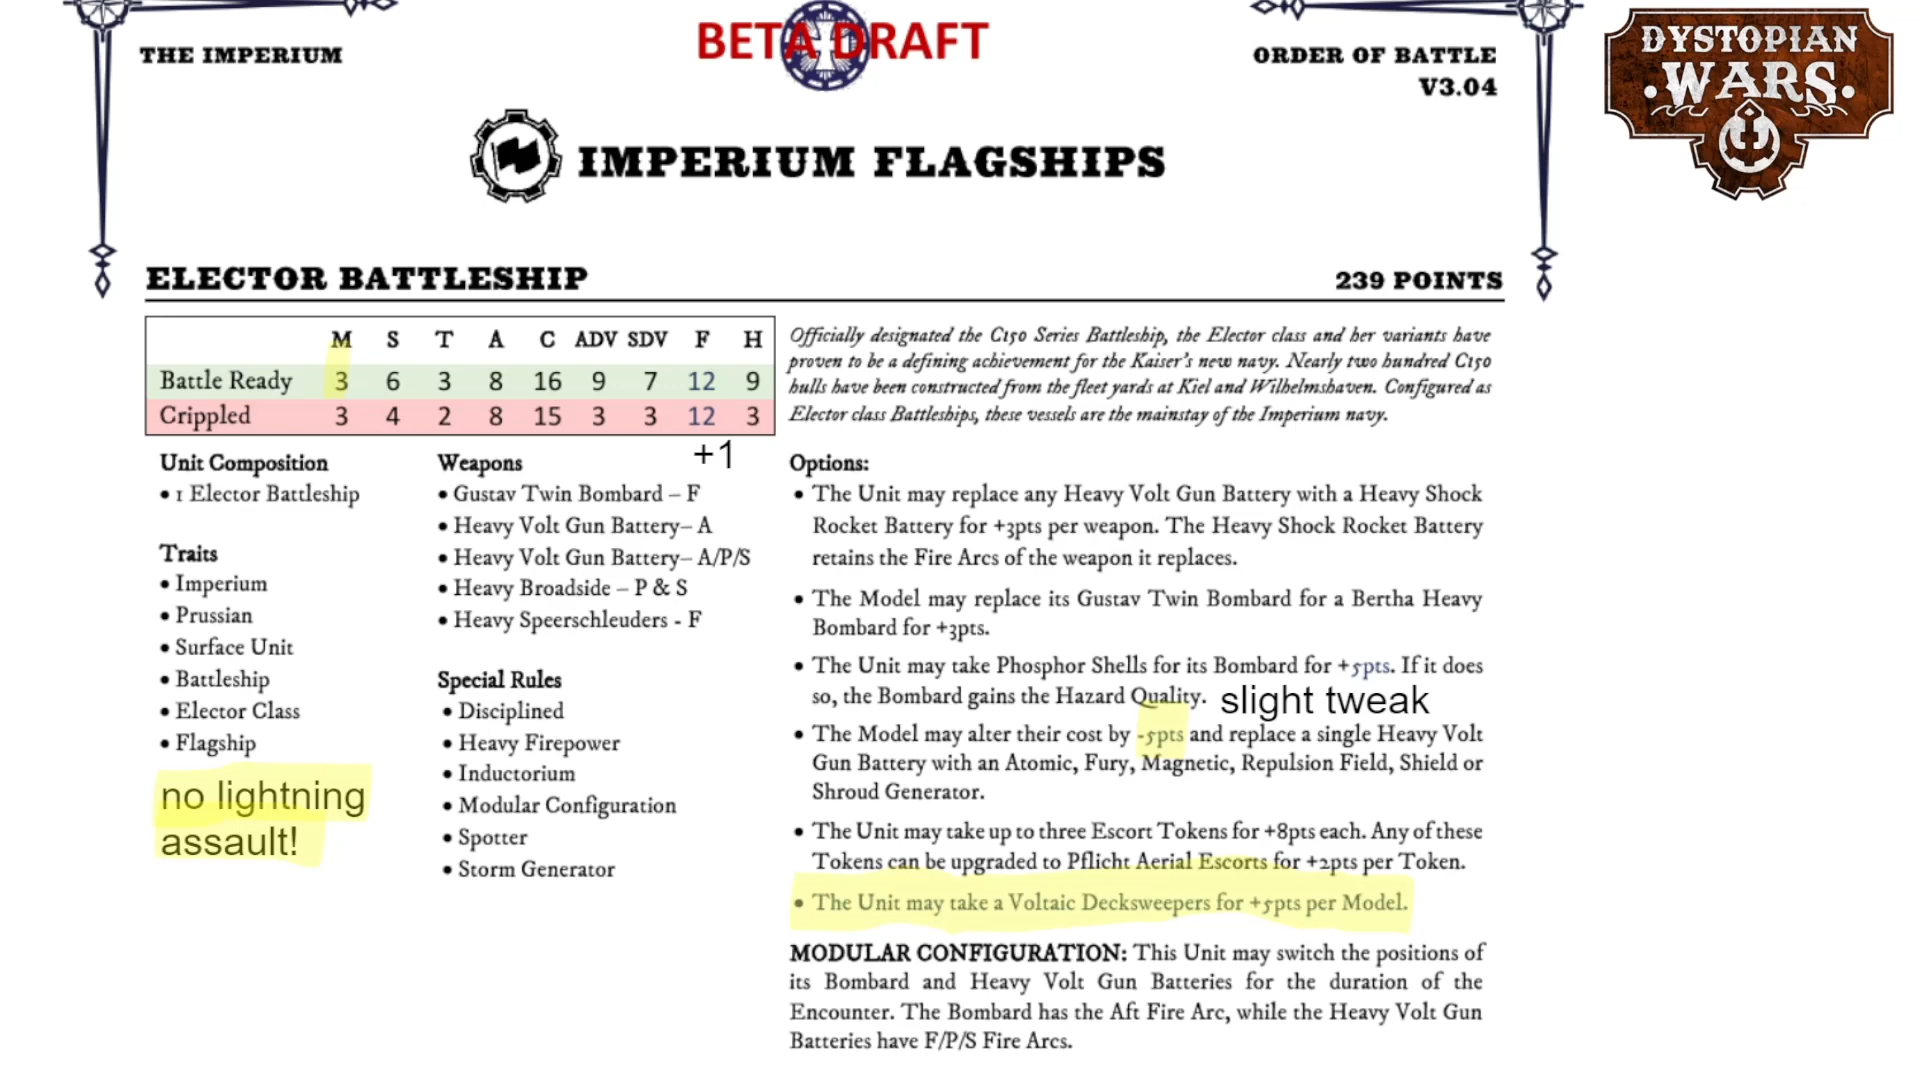 THE IMPERIUM
BETA DRAFT
ORDER OF BATTLE
V3.04
DYSTOPIAN
WARS
IMPERIUM FLAGSHIPS
ELECTOR BATTLESHIP
239 POINTS
M S T A C ADV SDV F H
Battle Ready 3 6 3 8 16 9 7 12 9
Crippled 3 4 2 8 15 3 3 12 3
+1
Officially designated the C150 Series Battleship, the Elector class and her variants have
proven to be a defining achievement for the Kaiser's new navy. Nearly two hundred C150
hulls have been constructed from the fleet yards at Kiel and Wilhelmshaven. Configured as
Elector class Battleships, these vessels are the mainstay of the Imperium navy.
Unit Composition
• 1 Elector Battleship
Traits
• Imperium
• Prussian
• Surface Unit
• Battleship
• Elector Class
• Flagship
no lightning
assault!
Weapons
• Gustav Twin Bombard – F
• Heavy Volt Gun Battery– A
• Heavy Volt Gun Battery– A/P/S
• Heavy Broadside – P & S
• Heavy Speerschleuders - F
Special Rules
• Disciplined
• Heavy Firepower
• Inductorium
• Modular Configuration
• Spotter
• Storm Generator
Options:
• The Unit may replace any Heavy Volt Gun Battery with a Heavy Shock
Rocket Battery for +3pts per weapon. The Heavy Shock Rocket Battery
retains the Fire Arcs of the weapon it replaces.
• The Model may replace its Gustav Twin Bombard for a Bertha Heavy
Bombard for +3pts.
• The Unit may take Phosphor Shells for its Bombard for +5pts. If it does
so, the Bombard gains the Hazard Quality.
slight tweak
• The Model may alter their cost by -5pts and replace a single Heavy Volt
Gun Battery with an Atomic, Fury, Magnetic, Repulsion Field, Shield or
Shroud Generator.
• The Unit may take up to three Escort Tokens for +8pts each. Any of these
Tokens can be upgraded to Pflicht Aerial Escorts for +2pts per Token.
• The Unit may take a Voltaic Decksweepers for +5pts per Model.
MODULAR CONFIGURATION: This Unit may switch the positions of
its Bombard and Heavy Volt Gun Batteries for the duration of the
Encounter. The Bombard has the Aft Fire Arc, while the Heavy Volt Gun
Batteries have F/P/S Fire Arcs.